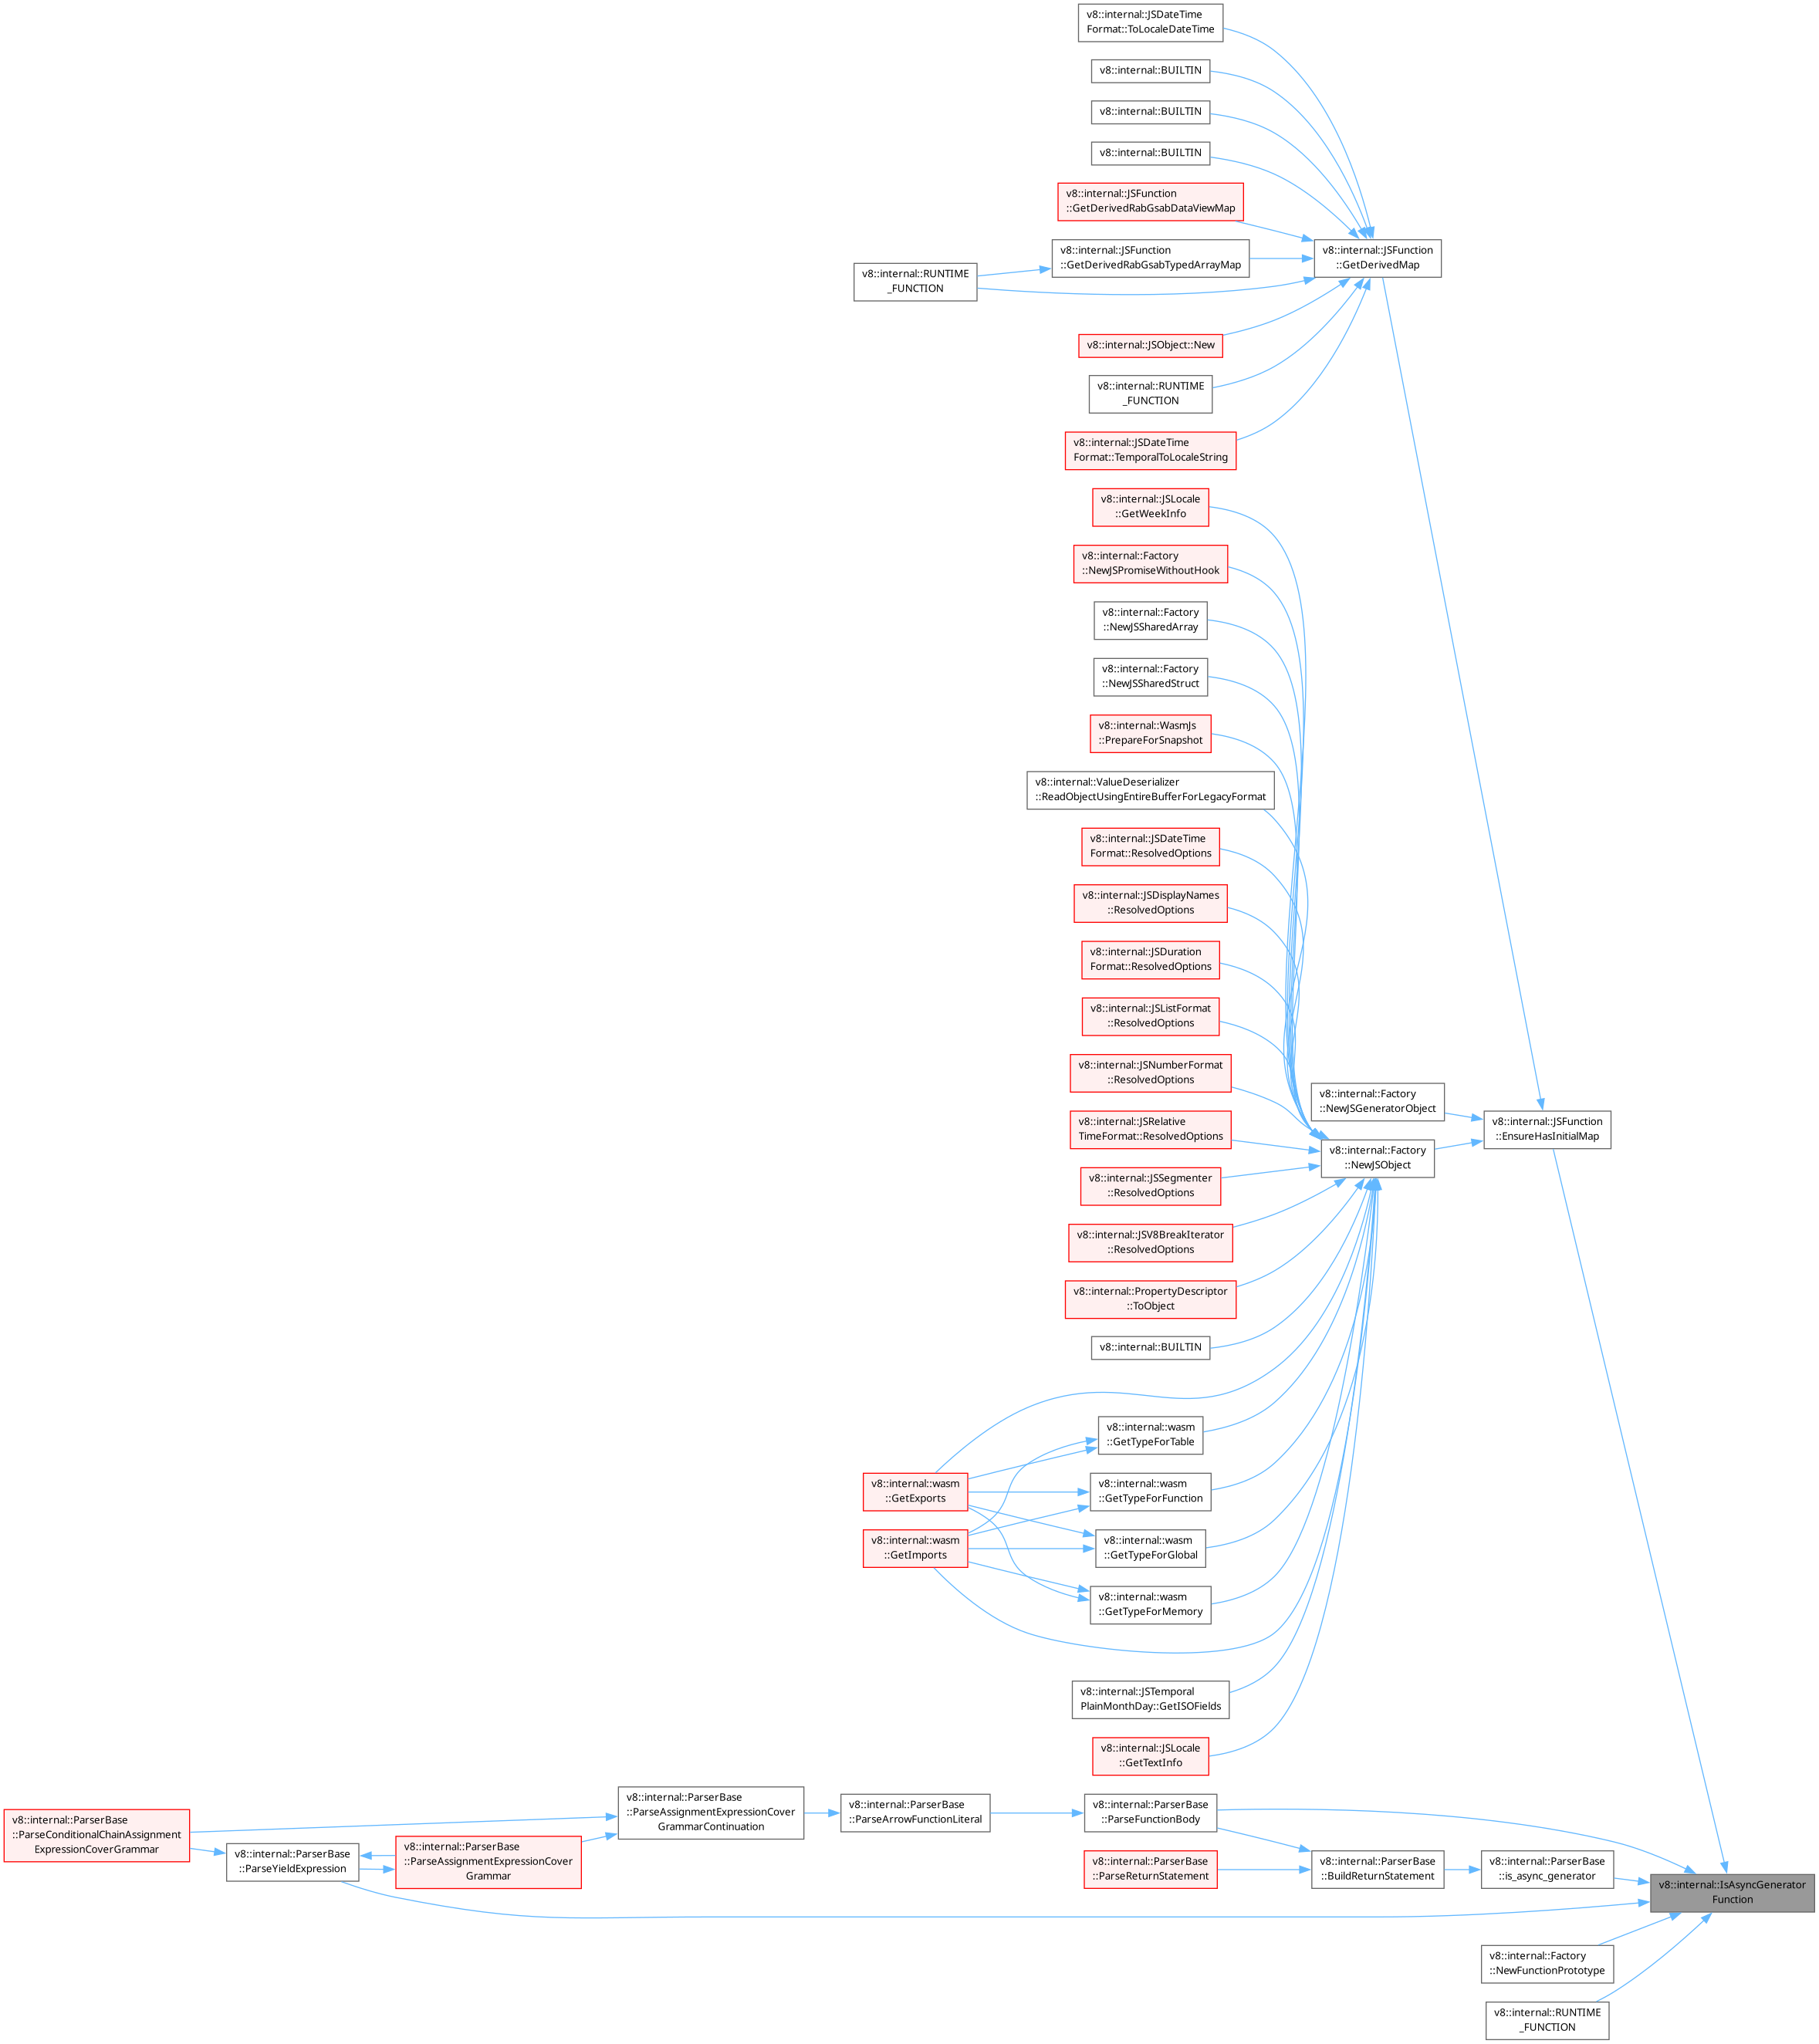 v8::internal::JSDateTime
Format::ToLocaleDateTime
v8::internal::BUILTIN
v8::internal::BUILTIN
v8::internal::BUILTIN
v8::internal::JSFunction
::GetDerivedRabGsabDataViewMap
v8::internal::JSFunction
::GetDerivedMap
v8::internal::JSFunction
::GetDerivedRabGsabTypedArrayMap
v8::internal::RUNTIME
_FUNCTION
v8::internal::JSObject::New
v8::internal::RUNTIME
_FUNCTION
v8::internal::JSDateTime
Format::TemporalToLocaleString
v8::internal::JSLocale
::GetWeekInfo
v8::internal::Factory
::NewJSPromiseWithoutHook
v8::internal::Factory
::NewJSSharedArray
v8::internal::Factory
::NewJSSharedStruct
v8::internal::WasmJs
::PrepareForSnapshot
v8::internal::ValueDeserializer
::ReadObjectUsingEntireBufferForLegacyFormat
v8::internal::JSDateTime
Format::ResolvedOptions
v8::internal::JSDisplayNames
::ResolvedOptions
v8::internal::JSDuration
Format::ResolvedOptions
v8::internal::JSListFormat
::ResolvedOptions
v8::internal::JSNumberFormat
::ResolvedOptions
v8::internal::Factory
::NewJSGeneratorObject
v8::internal::JSRelative
TimeFormat::ResolvedOptions
v8::internal::JSFunction
::EnsureHasInitialMap
v8::internal::Factory
::NewJSObject
v8::internal::JSSegmenter
::ResolvedOptions
v8::internal::JSV8BreakIterator
::ResolvedOptions
v8::internal::PropertyDescriptor
::ToObject
v8::internal::BUILTIN
v8::internal::wasm
::GetTypeForTable
v8::internal::wasm
::GetExports
v8::internal::wasm
::GetTypeForFunction
v8::internal::wasm
::GetImports
v8::internal::wasm
::GetTypeForGlobal
v8::internal::wasm
::GetTypeForMemory
v8::internal::JSTemporal
PlainMonthDay::GetISOFields
v8::internal::JSLocale
::GetTextInfo
v8::internal::ParserBase
::ParseConditionalChainAssignment
ExpressionCoverGrammar
v8::internal::ParserBase
::ParseYieldExpression
v8::internal::ParserBase
::ParseAssignmentExpressionCover
Grammar
v8::internal::ParserBase
::ParseAssignmentExpressionCover
GrammarContinuation
v8::internal::ParserBase
::ParseArrowFunctionLiteral
v8::internal::ParserBase
::ParseFunctionBody
v8::internal::ParserBase
::ParseReturnStatement
v8::internal::ParserBase
::BuildReturnStatement
v8::internal::ParserBase
::is_async_generator
v8::internal::IsAsyncGenerator
Function
v8::internal::Factory
::NewFunctionPrototype
v8::internal::RUNTIME
_FUNCTION